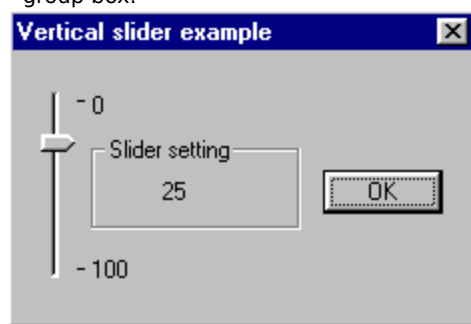 group box.
Vertical slider example
- 0
Slider setting
25
OK
- 100